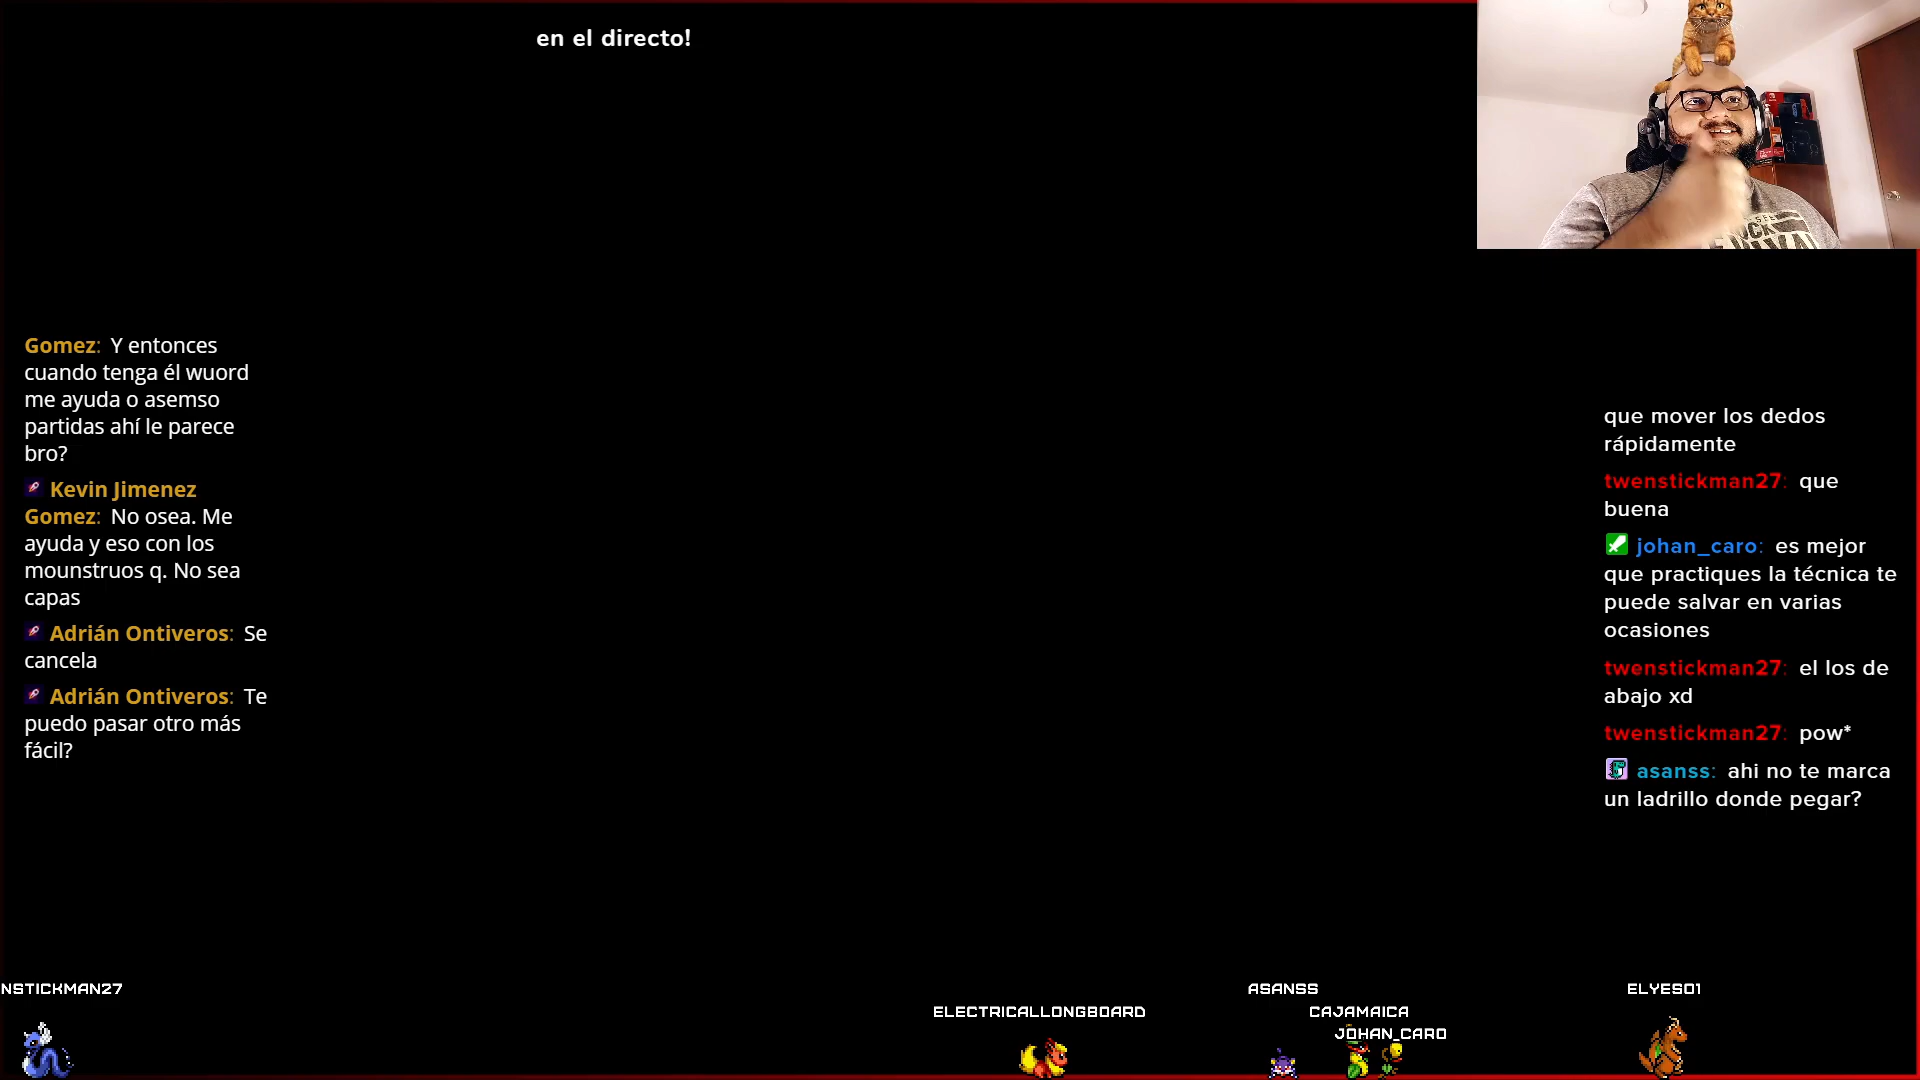 en el directo!
Gomez: Y entonces
cuando tenga él wuord
me ayuda o asemso
partidas ahí le parece
bro?
Kevin Jimenez
Gomez: No osea. Me
ayuda y eso con los
mounstruos q. No sea
capas
Adrián Ontiveros: Se
cancela
Adrián Ontiveros: Te
puedo pasar otro más
fácil?
que mover los dedos
rápidamente
twenstickman27: que
buena
johan_caro: es mejor
que practiques la técnica te
puede salvar en varias
ocasiones
twenstickman27: el los de
abajo xd
twenstickman27: pow*
asanss: ahi no te marca
un ladrillo donde pegar?
NSTICKMAN27
ELECTRICALLONGBOARD
ASANSS
CAJAMAICA
JOHAN_CARO
ELYES01